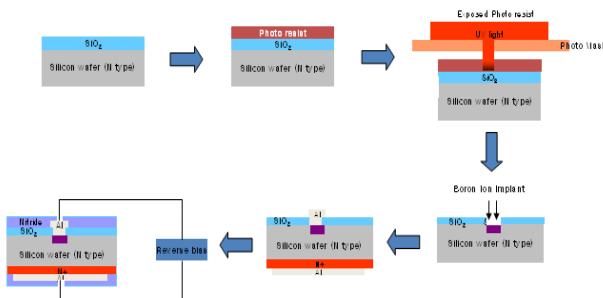 SiO₂
Silicon wafer (N type)
Photo resist
SiO₂
Silicon wafer (N type)
Exposed Photo resist
UV light
Photo Mask
SiO₂
Silicon wafer (N type)
Boron Ion Implant
SiO₂
Silicon wafer (N type)
Al
SiO₂
Silicon wafer (N type)
N+
Al
Reverse bias
Nitride
Al
SiO₂
Silicon wafer (N type)
N+
Al